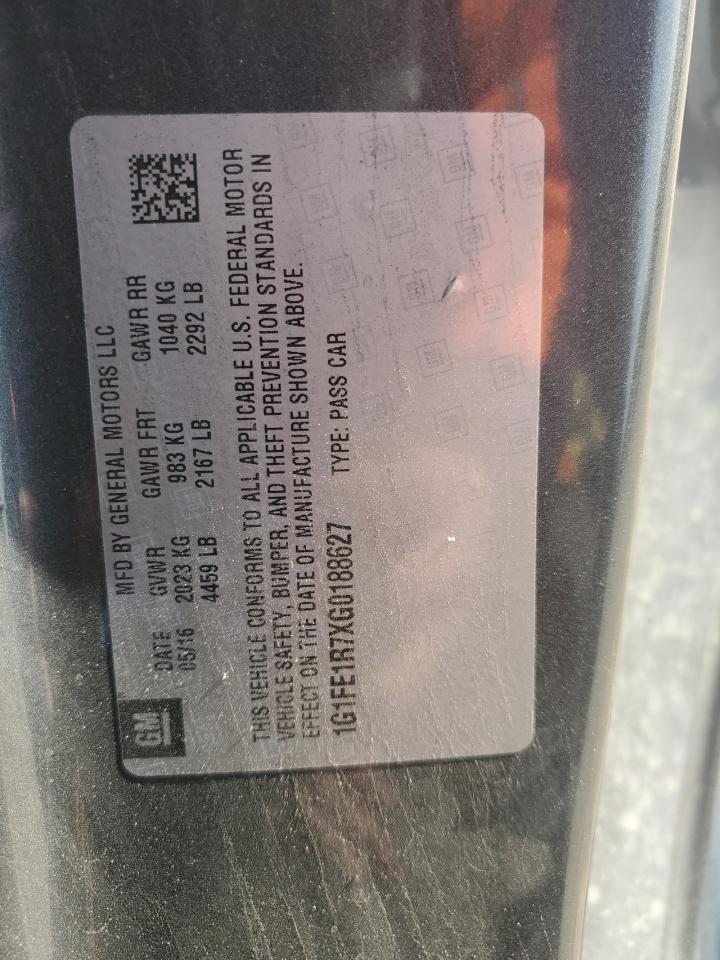 GM
MFD BY GENERAL MOTORS LLC
DATE GVWR GAWR FRT GAWR RR
05/16 2023 KG 983 KG 1040 KG
4459 LB 2167 LB 2292 LB
THIS VEHICLE CONFORMS TO ALL APPLICABLE U.S. FEDERAL MOTOR
VEHICLE SAFETY, BUMPER, AND THEFT PREVENTION STANDARDS IN
EFFECT ON THE DATE OF MANUFACTURE SHOWN ABOVE.
1G1FE1R7XG0188627 TYPE: PASS CAR